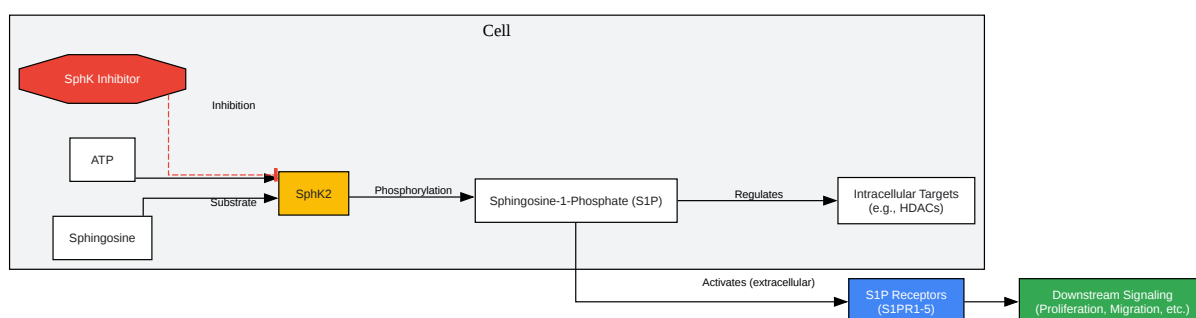 Cell
SphK Inhibitor
Inhibition
ATP
SphK2
Substrate
Phosphorylation
Sphingosine-1-Phosphate (S1P)
Regulates
Intracellular Targets
(e.g., HDACs)
Sphingosine
Activates (extracellular)
S1P Receptors
(S1PR1-5)
Downstream Signaling
(Proliferation, Migration, etc.)